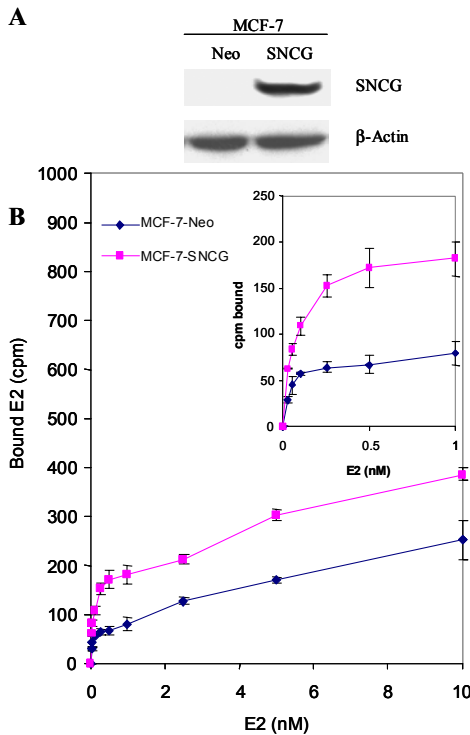 A
MCF-7
Neo SNCG
SNCG
β-Actin
B
1000
900
800
700
600
500
400
300
200
100
0
Bound E2 (cpm)
MCF-7-Neo
MCF-7-SNCG
250
200
150
100
50
0
cpm bound
0 0.5 1
E2 (nM)
0 2 4 6 8 10
E2 (nM)